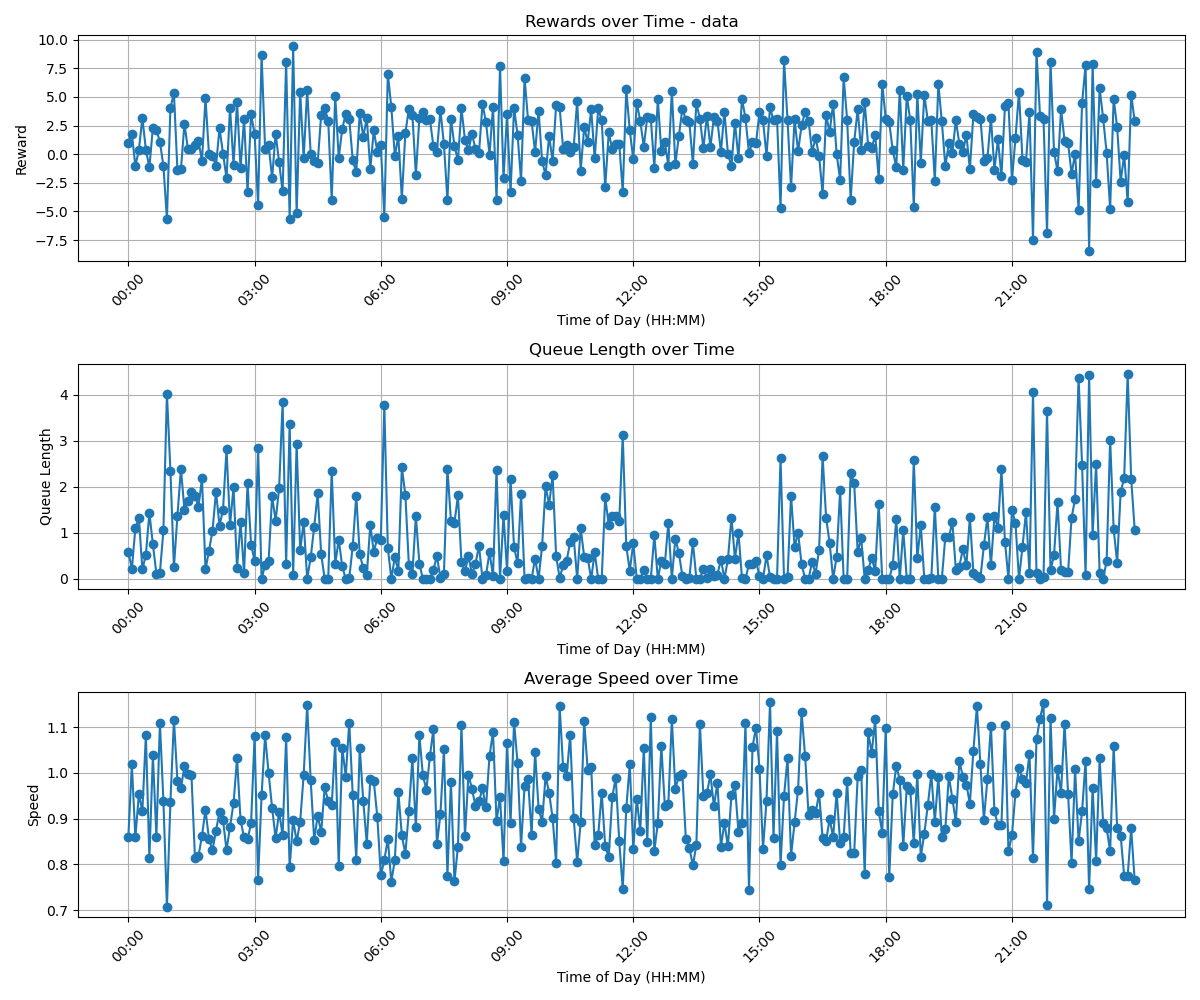 Rewards over Time - data
10.0
7.5
5.0
2.5
0.0
−2.5
−5.0
−7.5
Reward
00:00 03:00 06:00 09:00 12:00 15:00 18:00 21:00
Time of Day (HH:MM)
Queue Length over Time
4
3
2
1
0
Queue Length
00:00 03:00 06:00 09:00 12:00 15:00 18:00 21:00
Time of Day (HH:MM)
Average Speed over Time
1.1
1.0
0.9
0.8
0.7
Speed
00:00 03:00 06:00 09:00 12:00 15:00 18:00 21:00
Time of Day (HH:MM)